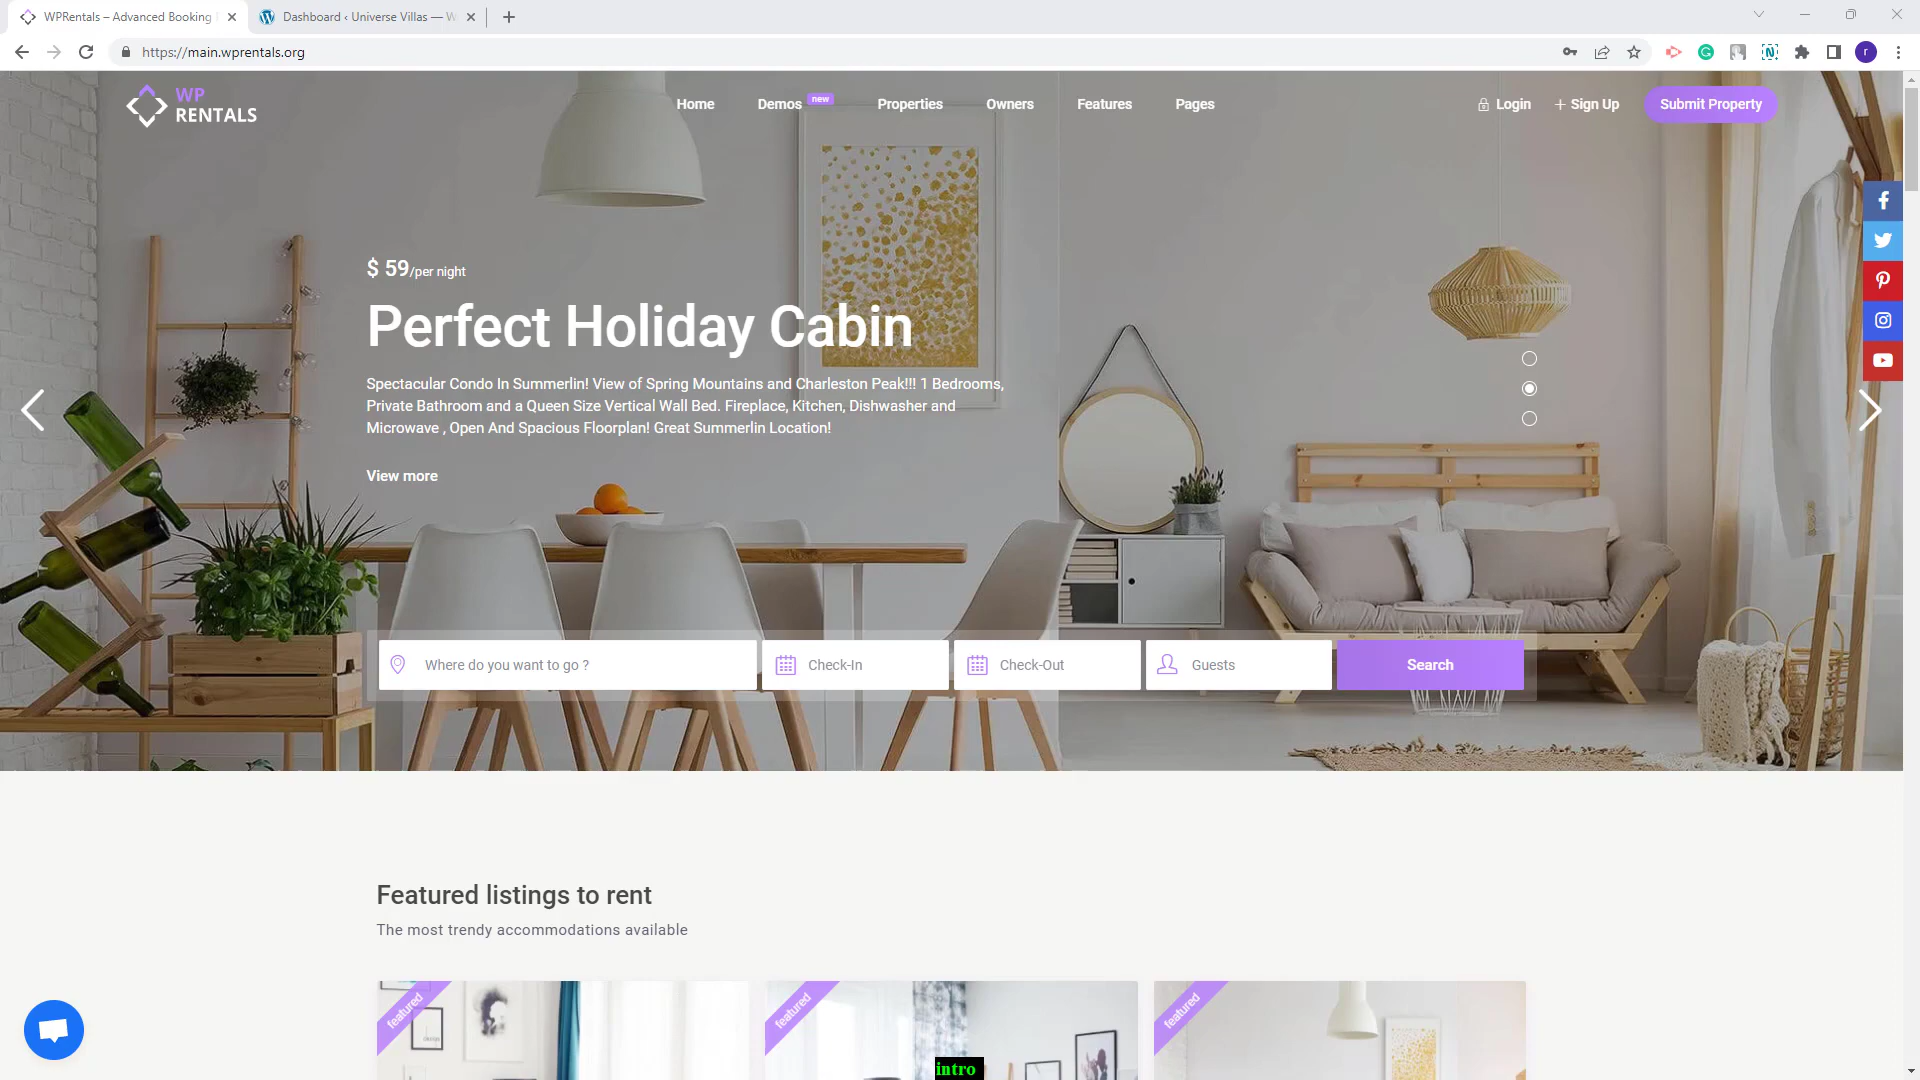 WPRentals – Advanced Booking
Dashboard ‹ Universe Villas — W
https://main.wprentals.org
r
WP
RENTALS
Home
Demos
new
Properties
Owners
Features
Pages
Login
+ Sign Up
Submit Property
$ 59/per night
Perfect Holiday Cabin
Spectacular Condo In Summerlin! View of Spring Mountains and Charleston Peak!!! 1 Bedrooms,
Private Bathroom and a Queen Size Vertical Wall Bed. Fireplace, Kitchen, Dishwasher and
Microwave , Open And Spacious Floorplan! Great Summerlin Location!
View more
Where do you want to go ?
Check-In
Check-Out
Guests
Search
Featured listings to rent
The most trendy accommodations available
featured
featured
featured
intro